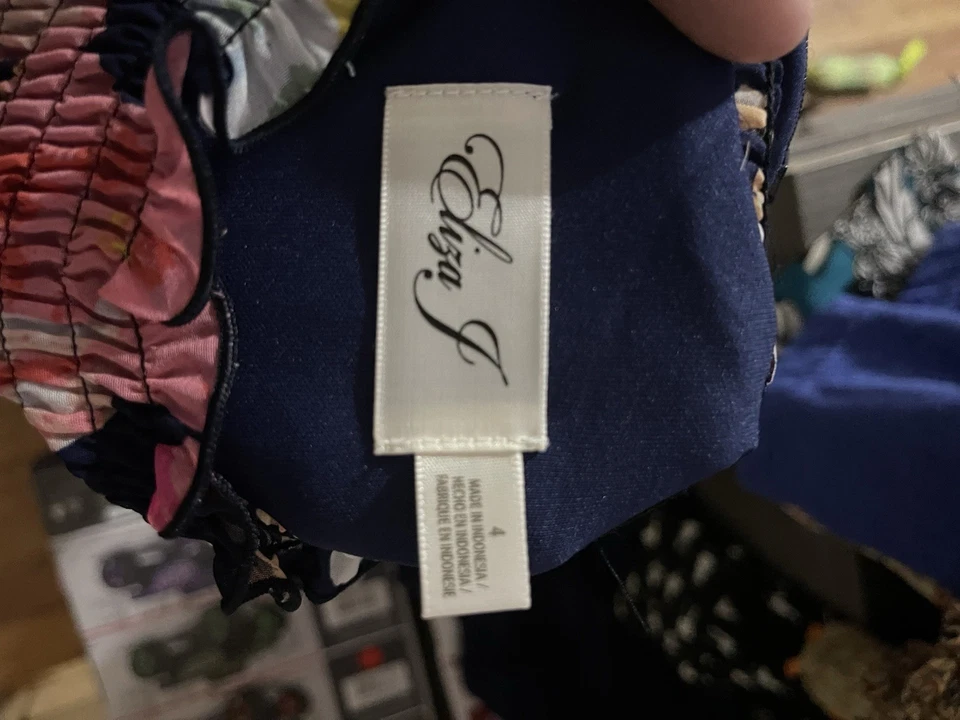 Eliza J
4
MADE IN INDONESIA /
HECHO EN INDONESIA /
FABRIQUE EN INDONESIE